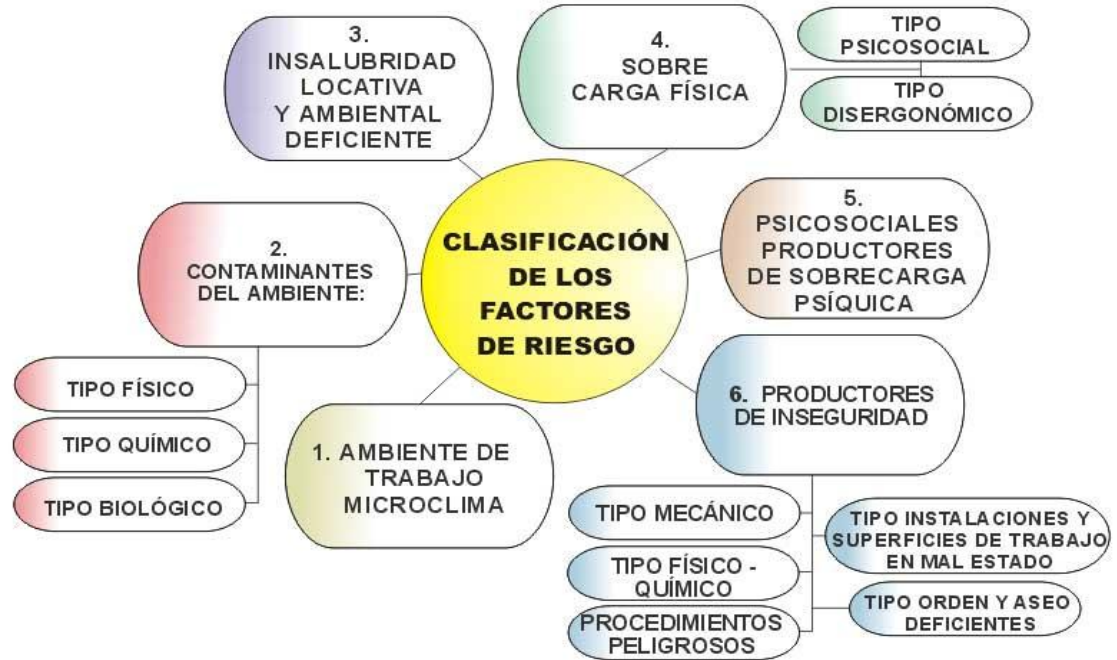 CLASIFICACIÓN
DE LOS
FACTORES
DE RIESGO
1. AMBIENTE DE
TRABAJO
MICROCLIMA
2.
CONTAMINANTES
DEL AMBIENTE:
TIPO FÍSICO
TIPO QUÍMICO
TIPO BIOLÓGICO
3.
INSALUBRIDAD
LOCATIVA
Y AMBIENTAL
DEFICIENTE
4.
SOBRE
CARGA FÍSICA
TIPO
PSICOSOCIAL
TIPO
DISERGONÓMICO
5.
PSICOSOCIALES
PRODUCTORES
DE SOBRECARGA
PSÍQUICA
6. PRODUCTORES
DE INSEGURIDAD
TIPO MECÁNICO
TIPO FÍSICO -
QUÍMICO
PROCEDIMIENTOS
PELIGROSOS
TIPO INSTALACIONES Y
SUPERFICIES DE TRABAJO
EN MAL ESTADO
TIPO ORDEN Y ASEO
DEFICIENTES